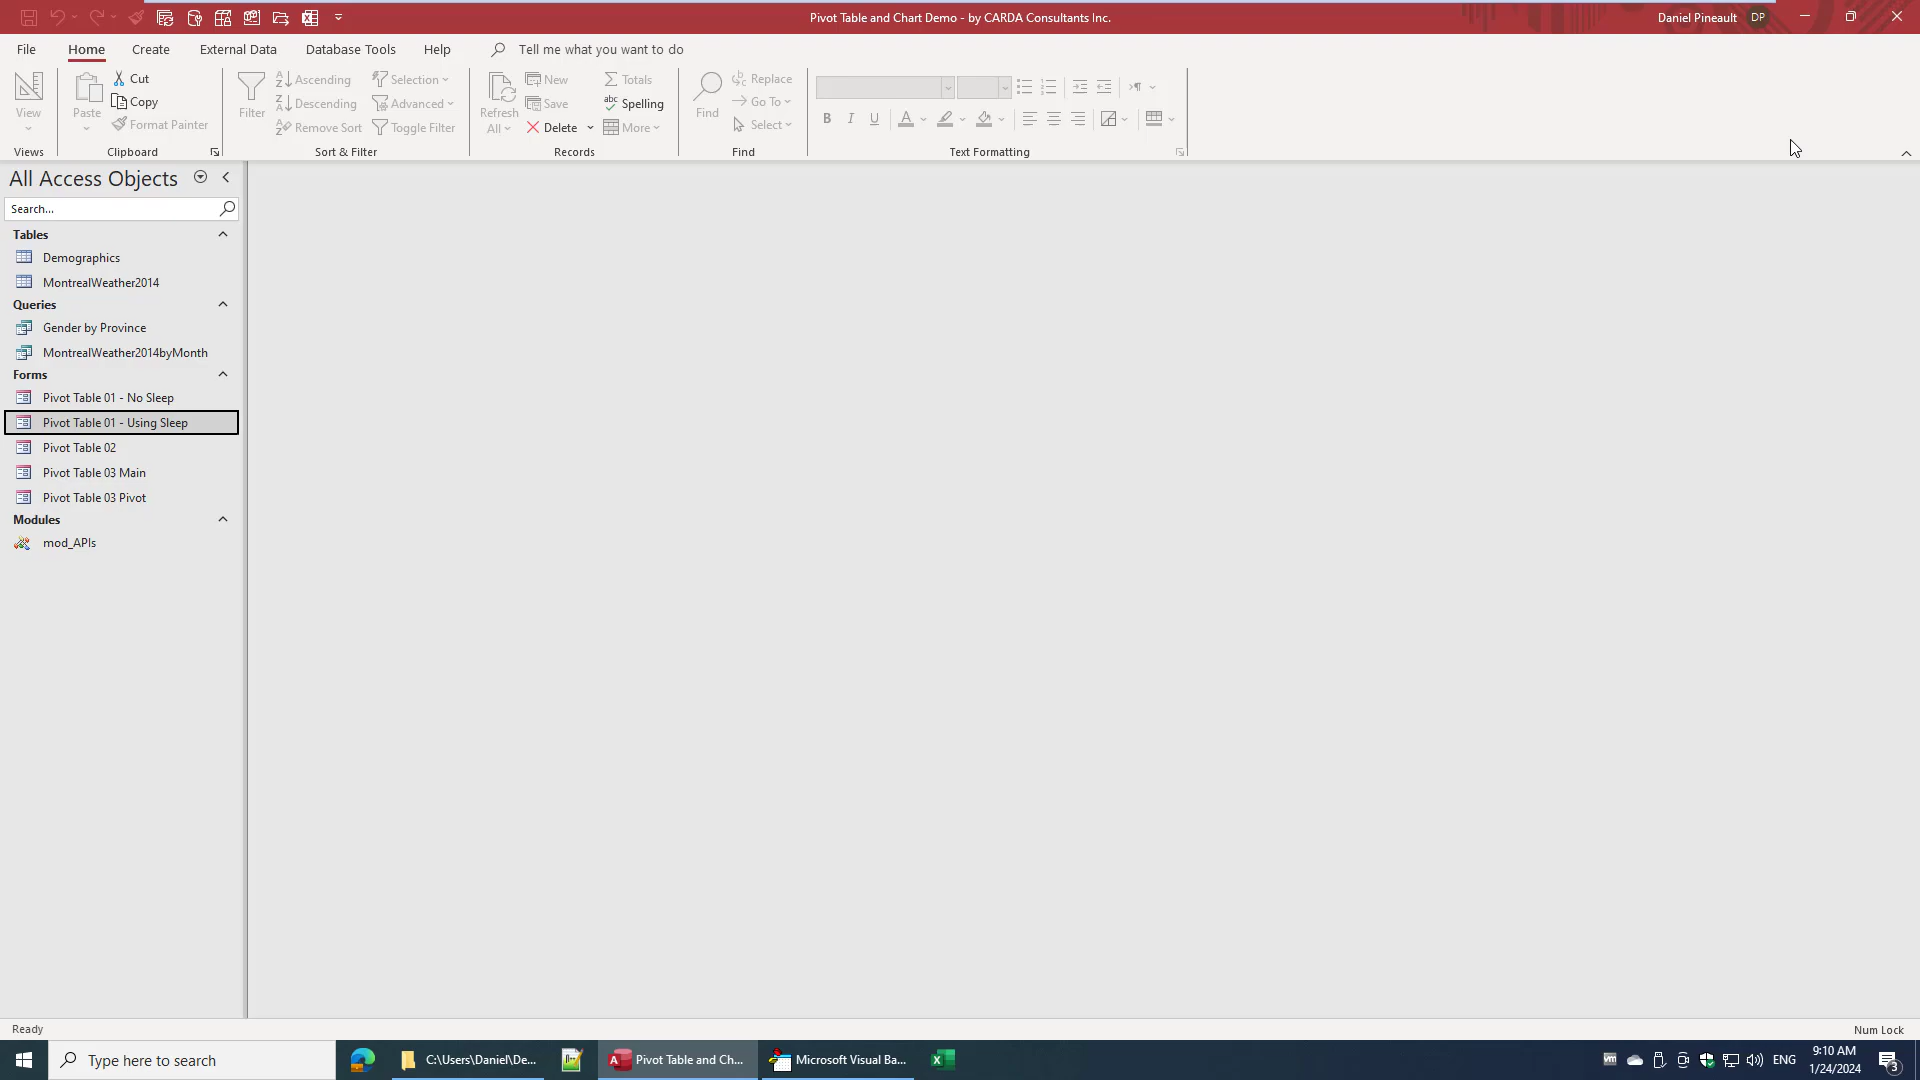 Pivot Table and Chart Demo - by CARDA Consultants Inc.
Daniel Pineault
DP
File
Home
Create
External Data
Database Tools
Help
Tell me what you want to do
View
Views
Paste
Cut
Copy
Format Painter
Clipboard
Filter
Ascending
Descending
Remove Sort
Selection
Advanced
Toggle Filter
Sort & Filter
Refresh
All
New
Save
Delete
Totals
Spelling
More
Records
Find
Replace
Go To
Select
Find
B I U A
Text Formatting
All Access Objects
Search...
Tables
Demographics
MontrealWeather2014
Queries
Gender by Province
MontrealWeather2014byMonth
Forms
Pivot Table 01 - No Sleep
Pivot Table 01 - Using Sleep
Pivot Table 02
Pivot Table 03 Main
Pivot Table 03 Pivot
Modules
mod_APIs
Ready
Num Lock
Type here to search
C:\Users\Daniel\De...
Pivot Table and Ch...
Microsoft Visual Ba...
ENG
9:10 AM
1/24/2024
3